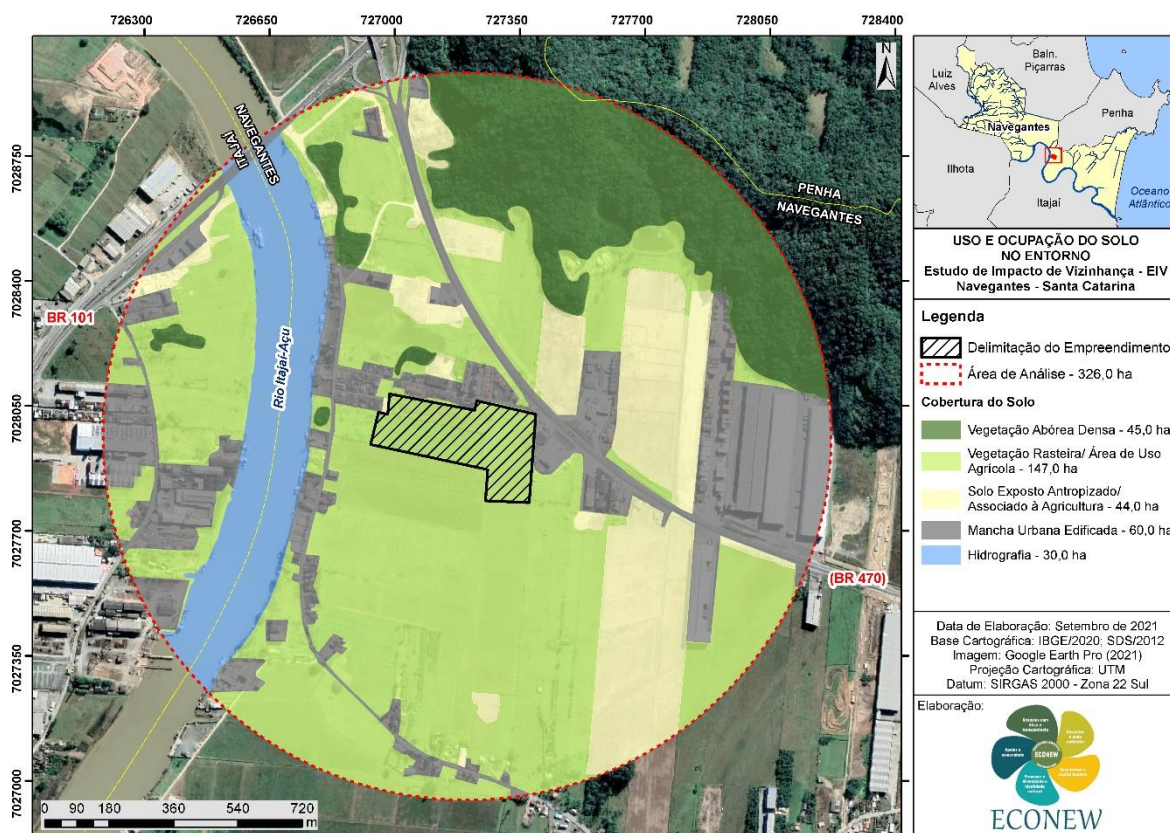 726300 726650 727000 727350 727700 728050 728400
7028750
7028400
7028050
7027700
7027350
7027000
N
NAVEGANTES
ITAJAÍ
PENHA
NAVEGANTES
BR 101
Rio Itajaí-Açu
(BR 470)
0 90 180 360 540 720
m
Baln.
Piçarras
Luiz
Alves
Penha
Navegantes
Ilhota
Itajaí
Oceano
Atlântico
USO E OCUPAÇÃO DO SOLO
NO ENTORNO
Estudo de Impacto de Vizinhança - EIV
Navegantes - Santa Catarina
Legenda
Delimitação do Empreendimento
Área de Análise - 326,0 ha
Cobertura do Solo
Vegetação Abórea Densa - 45,0 ha
Vegetação Rasteira/ Área de Uso
Agrícola - 147,0 ha
Solo Exposto Antropizado/
Associado à Agricultura - 44,0 ha
Mancha Urbana Edificada - 60,0 ha
Hidrografia - 30,0 ha
Data de Elaboração: Setembro de 2021
Base Cartográfica: IBGE/2020; SDS/2012
Imagem: Google Earth Pro (2021)
Projeção Cartográfica: UTM
Datum: SIRGAS 2000 - Zona 22 Sul
Elaboração:
ECONEW
ECONEW